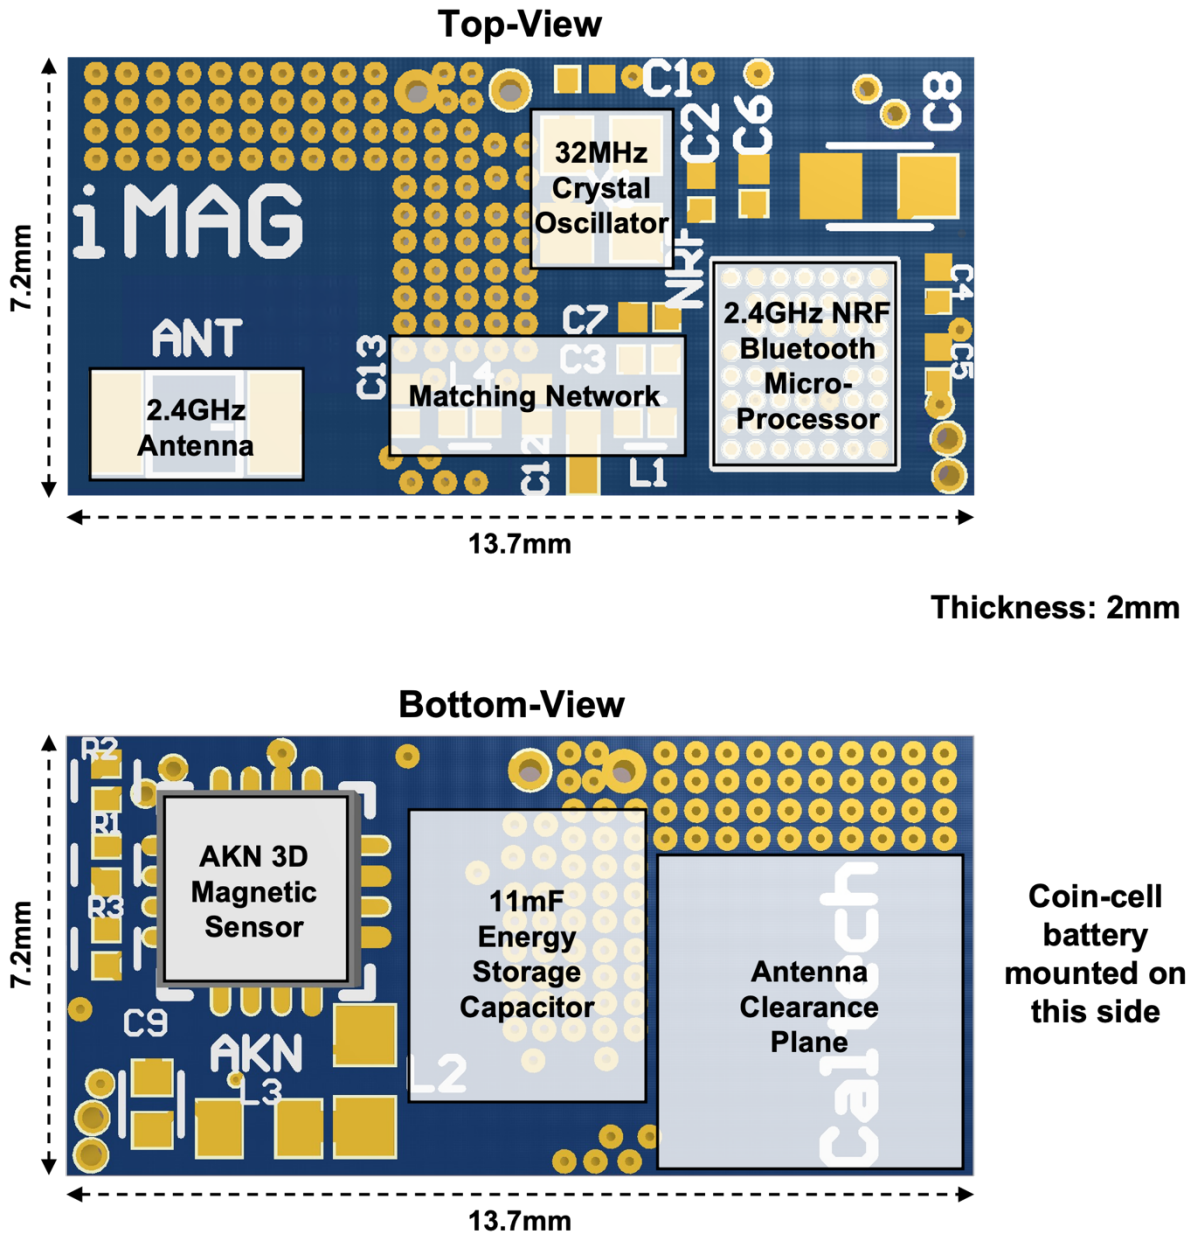 Top-View
C1
C2
C6
C8
32MHz
Crystal
Oscillator
iMAG
7.2mm
NRF
C4
ANT
C7
2.4GHz NRF
Bluetooth
Micro-
Processor
C13
C3
C5
L4
Matching Network
2.4GHz
Antenna
C12
L1
13.7mm
Thickness: 2mm
Bottom-View
R2
R1
R3
AKN 3D
Magnetic
Sensor
7.2mm
11mF
Energy
Storage
Capacitor
Antenna
Clearance
Plane
Caltech
Coin-cell
battery
mounted on
this side
C9
AKN
L3
L2
13.7mm